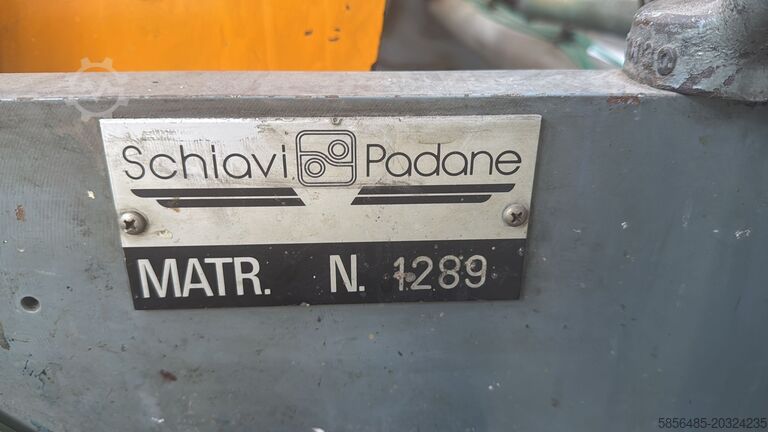 Schiavi Padane
MATR. N. 1289
5856485-20324235